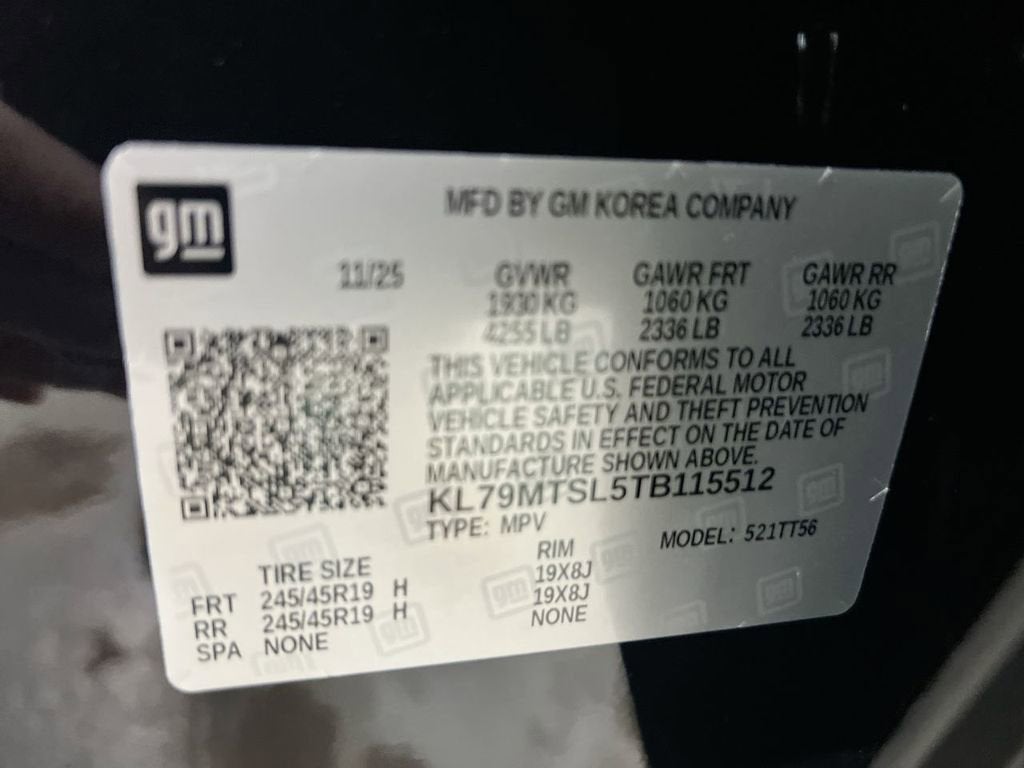 gm
MFD BY GM KOREA COMPANY
11/25 GVWR GAWR FRT GAWR RR
1930 KG 1060 KG 1060 KG
4255 LB 2336 LB 2336 LB
THIS VEHICLE CONFORMS TO ALL
APPLICABLE U.S. FEDERAL MOTOR
VEHICLE SAFETY AND THEFT PREVENTION
STANDARDS IN EFFECT ON THE DATE OF
MANUFACTURE SHOWN ABOVE.
KL79MTSL5TB115512
TYPE: MPV MODEL: 521TT56
TIRE SIZE RIM
FRT 245/45R19 H 19X8J
RR 245/45R19 H 19X8J
SPA NONE NONE